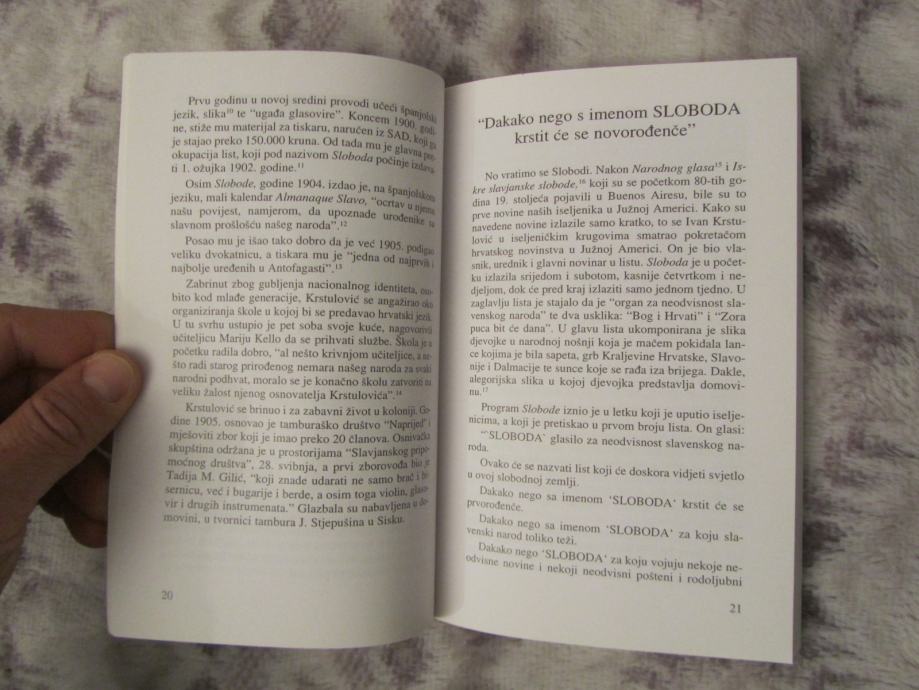 Prvu godinu u novoj sredini provodi učeći španjolski
jezik, slika¹⁰ te “ugađa glasovire”. Koncem 1900. godi-
ne, stiže mu materijal za tiskaru, naručen iz SAD, koji ga
je stajao preko 150.000 kruna. Od tada mu je glavna pre-
okupacija list, koji pod nazivom Sloboda počinje izdava-
ti 1. ožujka 1902. godine.¹¹
Osim Slobode, godine 1904. izdao je, na španjolskom
jeziku, mali kalendar Almanaque Slavo, “ocrtav u njemu
našu povijest, namjerom, da upoznade urođenike sa
slavnom prošlošću našeg naroda”.¹²
Posao mu je išao tako dobro da je već 1905. podigao
veliku dvokatnicu, a tiskara mu je “jedna od najprvih i
najbolje uređenih u Antofagasti”.¹³
Zabrinut zbog gubljenja nacionalnog identiteta, oso-
bito kod mlađe generacije, Krstulović se angažirao oko
organiziranja škole u kojoj bi se predavao hrvatski jezik.
U tu svrhu ustupio je pet soba svoje kuće, nagovorivši
učiteljicu Mariju Kello da se prihvati službe. Škola je u
početku radila dobro, “al nešto krivnjom učiteljice, a ne-
što radi starog prirođenog nemara našeg naroda za svaki
narodni podhvat, moralo se je konačno školu zatvoriti na
veliku žalost njenog osnovatelja Krstulovića”.¹⁴
Krstulović se brinuo i za zabavni život u koloniji. Go-
dine 1905. osnovao je tamburaško društvo “Naprijed” i
mješoviti zbor koji je imao preko 20 članova. Osnivačka
skupština održana je u prostorijama “Slavjanskog pripo-
moćnog društva”, 28. svibnja, a prvi zborovođa bio je
Tadija M. Gilić, “koji znade udarati ne samo brač i bi-
sernicu, već i bugarije i berde, a osim toga violin, glaso-
vir i drugih instrumenata.” Glazbala su nabavljena u do-
movini, u tvornici tambura J. Stjepušina u Sisku.
20
“Dakako nego s imenom SLOBODA
krstit će se novorođenče”
No vratimo se Slobodi. Nakon Narodnog glasa¹⁵ i Is-
kre slavjanske slobode,¹⁶ koji su se početkom 80-tih go-
dina 19. stoljeća pojavili u Buenos Airesu, bile su to
prve novine naših iseljenika u Južnoj Americi. Kako su
navedene novine izlazile samo kratko, to se Ivan Krstu-
lović u iseljeničkim krugovima smatrao pokretačom
hrvatskog novinstva u Južnoj Americi. On je bio vla-
snik, urednik i glavni novinar u listu. Sloboda je u počet-
ku izlazila srijedom i subotom, kasnije četvrtkom i ne-
djeljom, dok će pred kraj izlaziti samo jednom tjedno. U
zaglavlju lista je stajalo da je “organ za neodvisnost sla-
venskog naroda” te dva usklika: “Bog i Hrvati” i “Zora
puca bit će dana”. U glavu lista ukomponirana je slika
djevojke u narodnoj nošnji koja je mačem pokidala lan-
ce kojima je bila sapeta, grb Kraljevine Hrvatske, Slavo-
nije i Dalmacije te sunce koje se rađa iza brijega. Dakle,
alegorijska slika u kojoj djevojka predstavlja domovi-
nu.¹⁷
Program Slobode iznio je u letku koji je uputio iselje-
nicima, a koji je pretiskao u prvom broju lista. On glasi:
“‘SLOBODA‘ glasilo za neodvisnost slavenskog na-
roda.
Ovako će se nazvati list koji će doskora vidjeti svjetlo
u ovoj slobodnoj zemlji.
Dakako nego sa imenom ‘SLOBODA‘ krstit će se
prvorođenče.
Dakako nego sa imenom ‘SLOBODA‘ za koju sla-
venski narod toliko teži.
Dakako nego ‘SLOBODA‘ za koju vojuju nekoje ne-
odvisne novine i nekoji neodvisni pošteni i rodoljubni
21